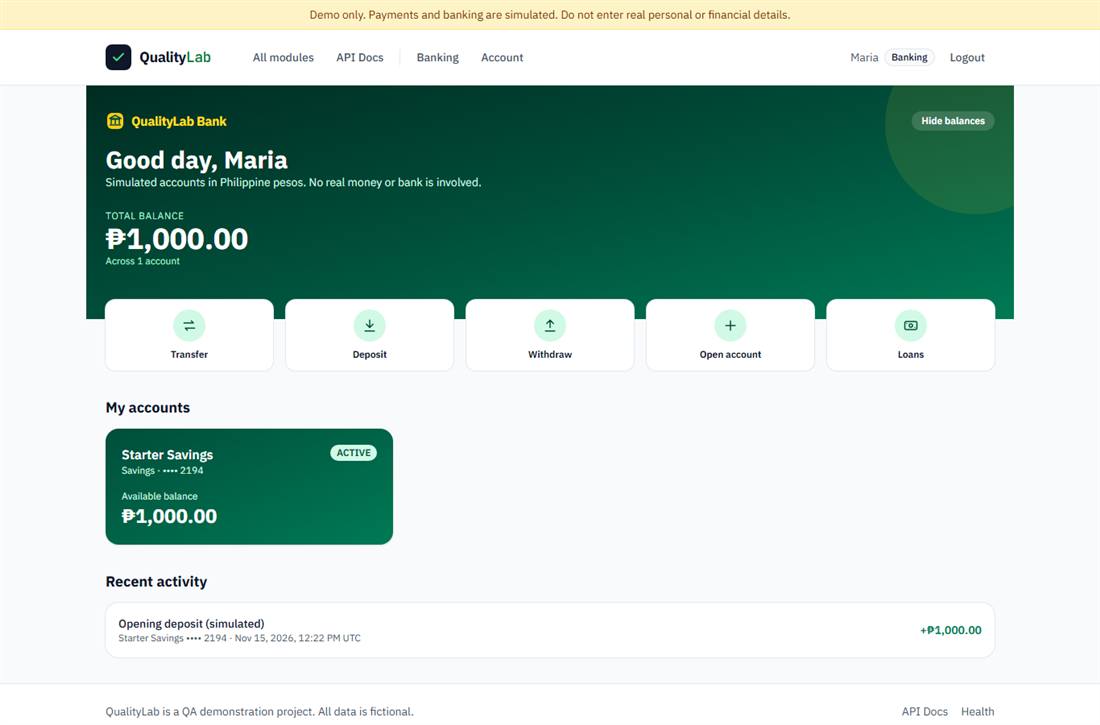 Demo only. Payments and banking are simulated. Do not enter real personal or financial details.
QualityLab All modules API Docs Banking Account Maria Banking Logout
QualityLab Bank Hide balances
Good day, Maria
Simulated accounts in Philippine pesos. No real money or bank is involved.
TOTAL BALANCE
₱1,000.00
Across 1 account
Transfer Deposit Withdraw Open account Loans
My accounts
Starter Savings ACTIVE
Savings · •••• 2194
Available balance
₱1,000.00
Recent activity
Opening deposit (simulated)
Starter Savings •••• 2194 · Nov 15, 2026, 12:22 PM UTC
+₱1,000.00
QualityLab is a QA demonstration project. All data is fictional. API Docs Health